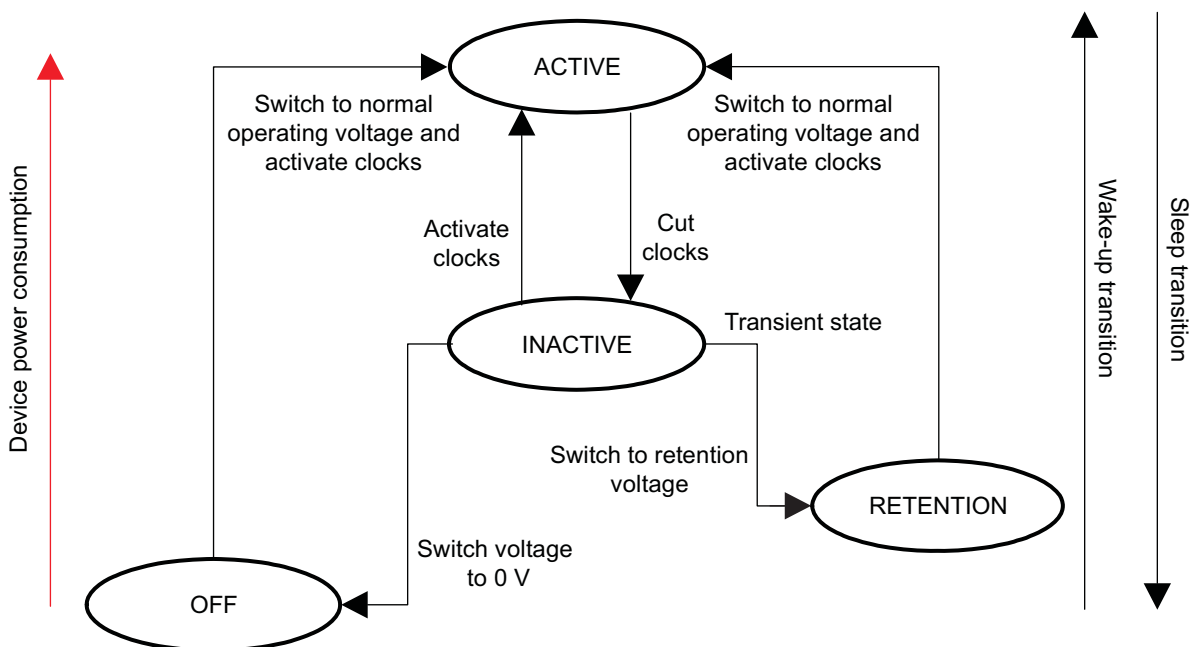 ACTIVE
Switch to normal
operating voltage and
activate clocks
Switch to normal
operating voltage and
activate clocks
Device power consumption
Wake-up transition
Sleep transition
Activate
clocks
Cut
clocks
INACTIVE
Transient state
Switch to retention
voltage
RETENTION
Switch voltage
to 0 V
OFF